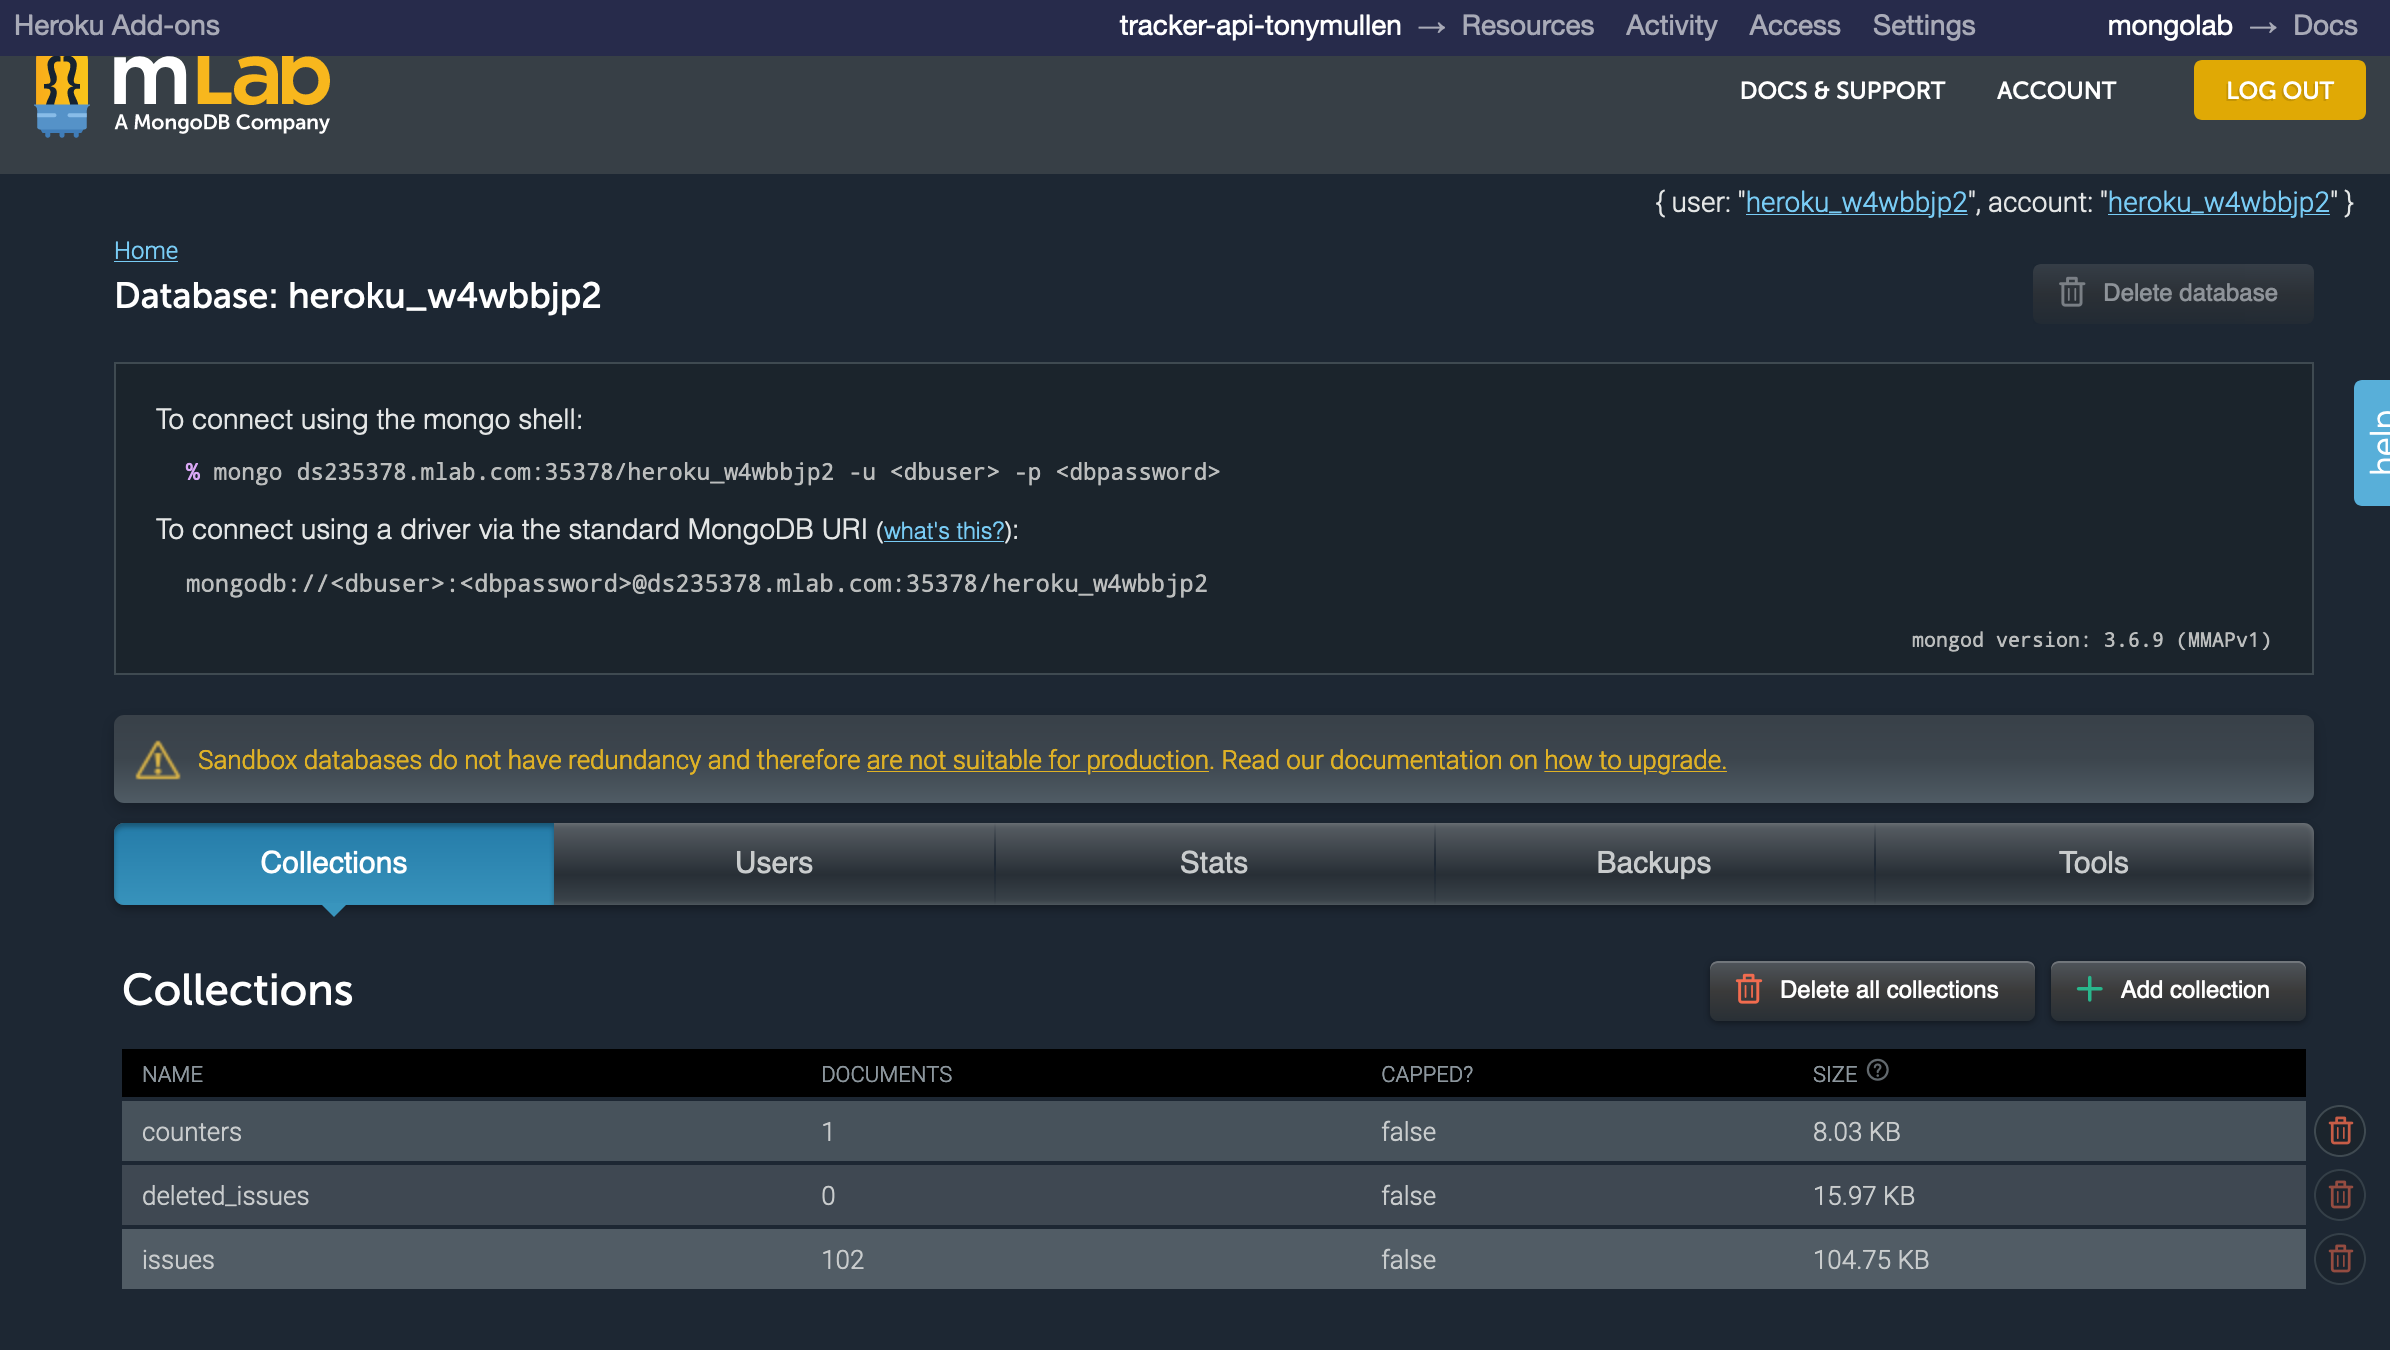 Heroku Add-ons
tracker-api-tonymullen → Resources Activity Access Settings mongolab → Docs
mLab
A MongoDB Company
DOCS & SUPPORT ACCOUNT LOG OUT
{ user: "heroku_w4wbbjp2", account: "heroku_w4wbbjp2" }
Home
Database: heroku_w4wbbjp2
Delete database
To connect using the mongo shell:
% mongo ds235378.mlab.com:35378/heroku_w4wbbjp2 -u <dbuser> -p <dbpassword>
To connect using a driver via the standard MongoDB URI (what's this?):
mongodb://<dbuser>:<dbpassword>@ds235378.mlab.com:35378/heroku_w4wbbjp2
mongod version: 3.6.9 (MMAPv1)
help
Sandbox databases do not have redundancy and therefore are not suitable for production. Read our documentation on how to upgrade.
Collections Users Stats Backups Tools
Collections
Delete all collections
Add collection
NAME DOCUMENTS CAPPED? SIZE ?
counters 1 false 8.03 KB
deleted_issues 0 false 15.97 KB
issues 102 false 104.75 KB